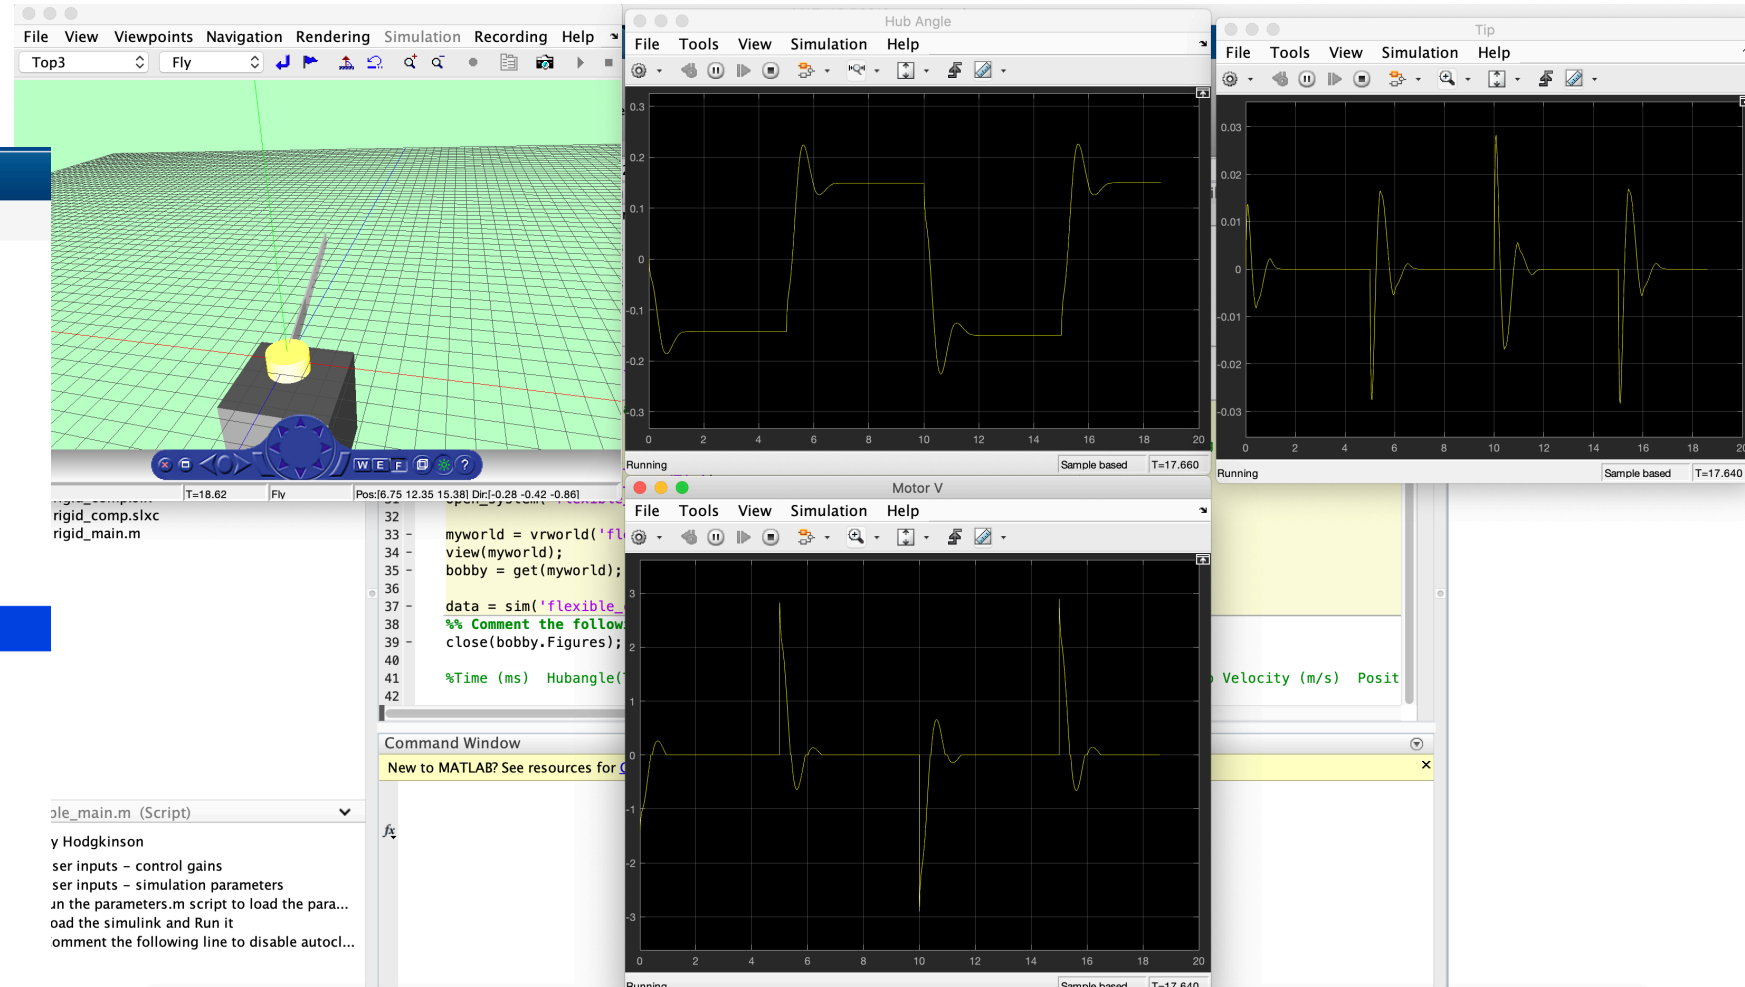 File View Viewpoints Navigation Rendering Simulation Recording Help
Top3 Fly
T=18.62 Fly Pos:[6.75 12.35 15.38] Dir:[-0.28 -0.42 -0.86]
Hub Angle
File Tools View Simulation Help
0.3
0.2
0.1
0
-0.1
-0.2
-0.3
0 2 4 6 8 10 12 14 16 18 20
Running Sample based T=17.660
Tip
File Tools View Simulation Help
0.03
0.02
0.01
0
-0.01
-0.02
-0.03
0 2 4 6 8 10 12 14 16 18 20
Running Sample based T=17.640
Motor V
File Tools View Simulation Help
3
2
1
0
-1
-2
-3
0 2 4 6 8 10 12 14 16 18 20
Running Sample based T=17.640
rigid_comp.slxc
rigid_main.m
32
33 - myworld = vrworld('fl
34 - view(myworld);
35 - bobby = get(myworld);
36
37 - data = sim('flexible_
38 %% Comment the follow
39 - close(bobby.Figures);
40
41 %Time (ms) Hubangle( Velocity (m/s) Posit
42
Command Window
New to MATLAB? See resources for
fx
ble_main.m (Script)
y Hodgkinson
ser inputs – control gains
ser inputs – simulation parameters
un the parameters.m script to load the para...
oad the simulink and Run it
omment the following line to disable autocl...
W E F ?